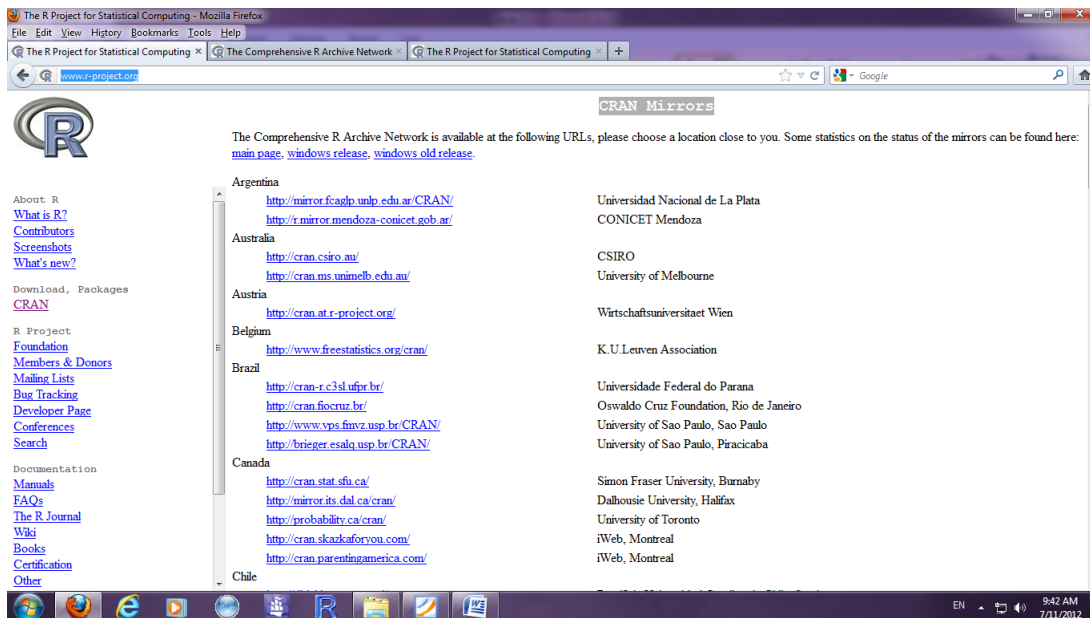 The R Project for Statistical Computing - Mozilla Firefox
File Edit View History Bookmarks Tools Help
The R Project for Statistical Computing × The Comprehensive R Archive Network × The R Project for Statistical Computing × +
www.r-project.org Google
CRAN Mirrors
The Comprehensive R Archive Network is available at the following URLs, please choose a location close to you. Some statistics on the status of the mirrors can be found here:
main page, windows release, windows old release.
R
About R
What is R?
Contributors
Screenshots
What's new?
Download, Packages
CRAN
R Project
Foundation
Members & Donors
Mailing Lists
Bug Tracking
Developer Page
Conferences
Search
Documentation
Manuals
FAQs
The R Journal
Wiki
Books
Certification
Other
Argentina
http://mirror.fcaglp.unlp.edu.ar/CRAN/ Universidad Nacional de La Plata
http://r.mirror.mendoza-conicet.gob.ar/ CONICET Mendoza
Australia
http://cran.csiro.au/ CSIRO
http://cran.ms.unimelb.edu.au/ University of Melbourne
Austria
http://cran.at.r-project.org/ Wirtschaftsuniversitaet Wien
Belgium
http://www.freestatistics.org/cran/ K.U.Leuven Association
Brazil
http://cran-r.c3sl.ufpr.br/ Universidade Federal do Parana
http://cran.fiocruz.br/ Oswaldo Cruz Foundation, Rio de Janeiro
http://www.vps.fmvz.usp.br/CRAN/ University of Sao Paulo, Sao Paulo
http://brieger.esalq.usp.br/CRAN/ University of Sao Paulo, Piracicaba
Canada
http://cran.stat.sfu.ca/ Simon Fraser University, Burnaby
http://mirror.its.dal.ca/cran/ Dalhousie University, Halifax
http://probability.ca/cran/ University of Toronto
http://cran.skazkaforyou.com/ iWeb, Montreal
http://cran.parentingamerica.com/ iWeb, Montreal
Chile
EN 9:42 AM
7/11/2012